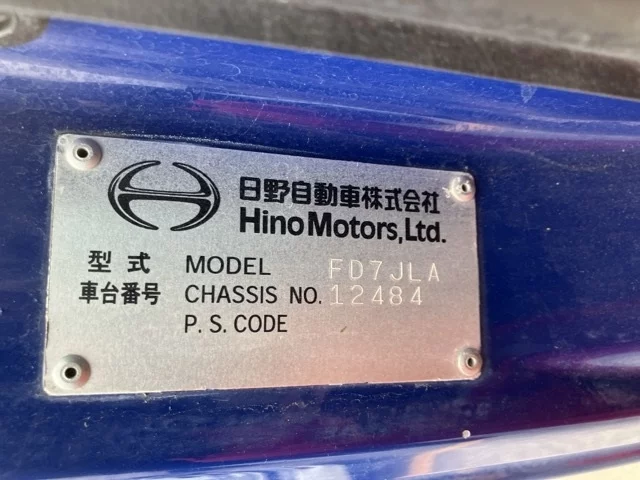 日野自動車株式会社
Hino Motors, Ltd.
型式 MODEL FD7JLA
車台番号 CHASSIS NO. 12484
P.S. CODE